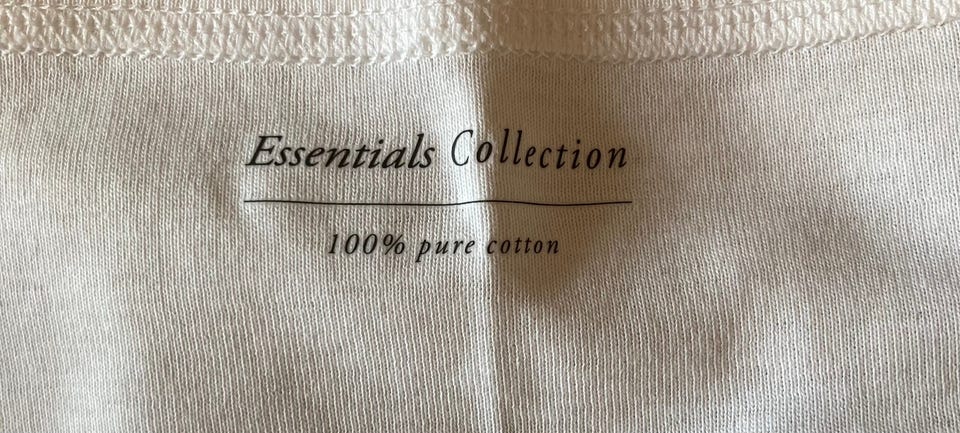 Essentials Collection
100% pure cotton